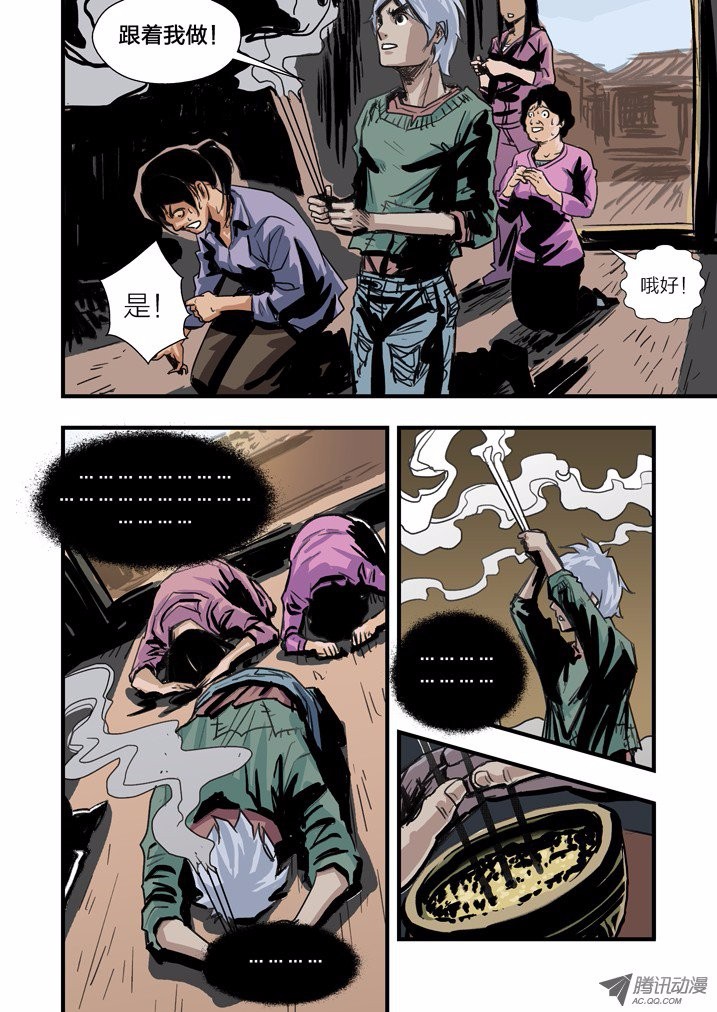 跟着我做！
是！
哦好！
… … … … … … … …
… … … … … … … … … …
… … … …
… … … …
… … … …
… … … …
腾讯动漫
AC.QQ.COM